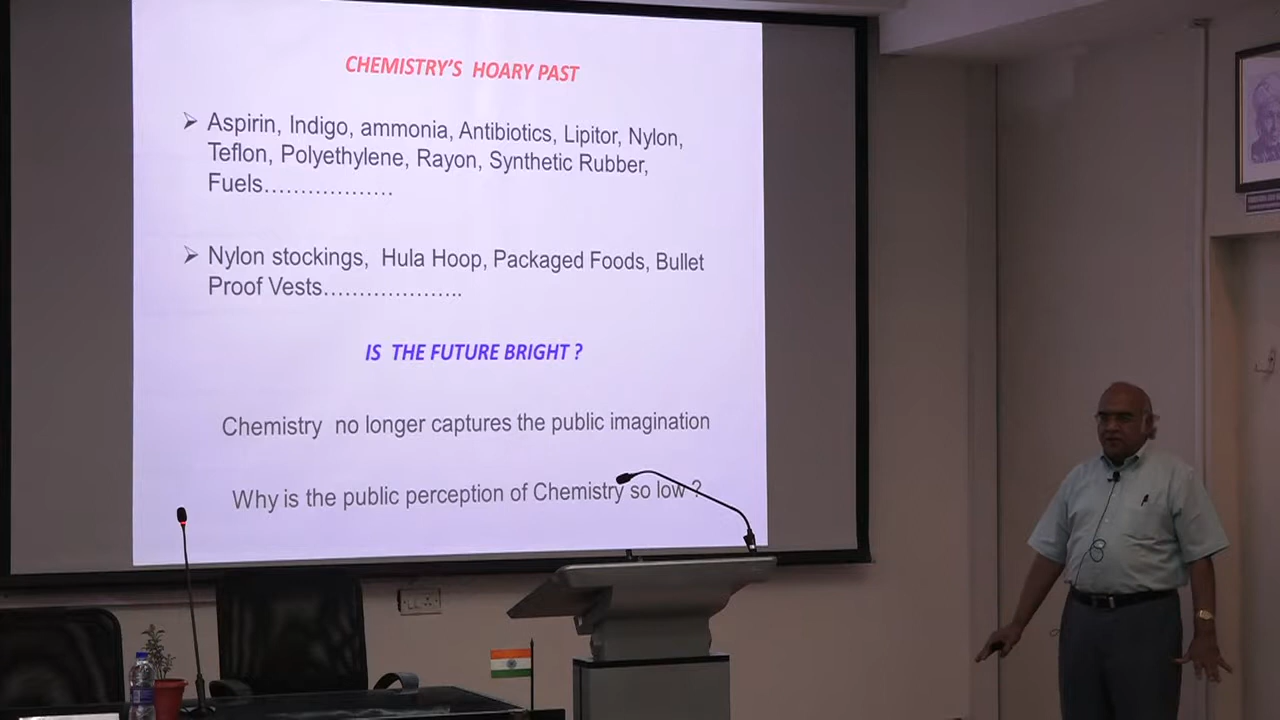 CHEMISTRY'S HOARY PAST
➢ Aspirin, Indigo, ammonia, Antibiotics, Lipitor, Nylon,
Teflon, Polyethylene, Rayon, Synthetic Rubber,
Fuels………………
➢ Nylon stockings, Hula Hoop, Packaged Foods, Bullet
Proof Vests………………..
IS THE FUTURE BRIGHT ?
Chemistry no longer captures the public imagination
Why is the public perception of Chemistry so low ?